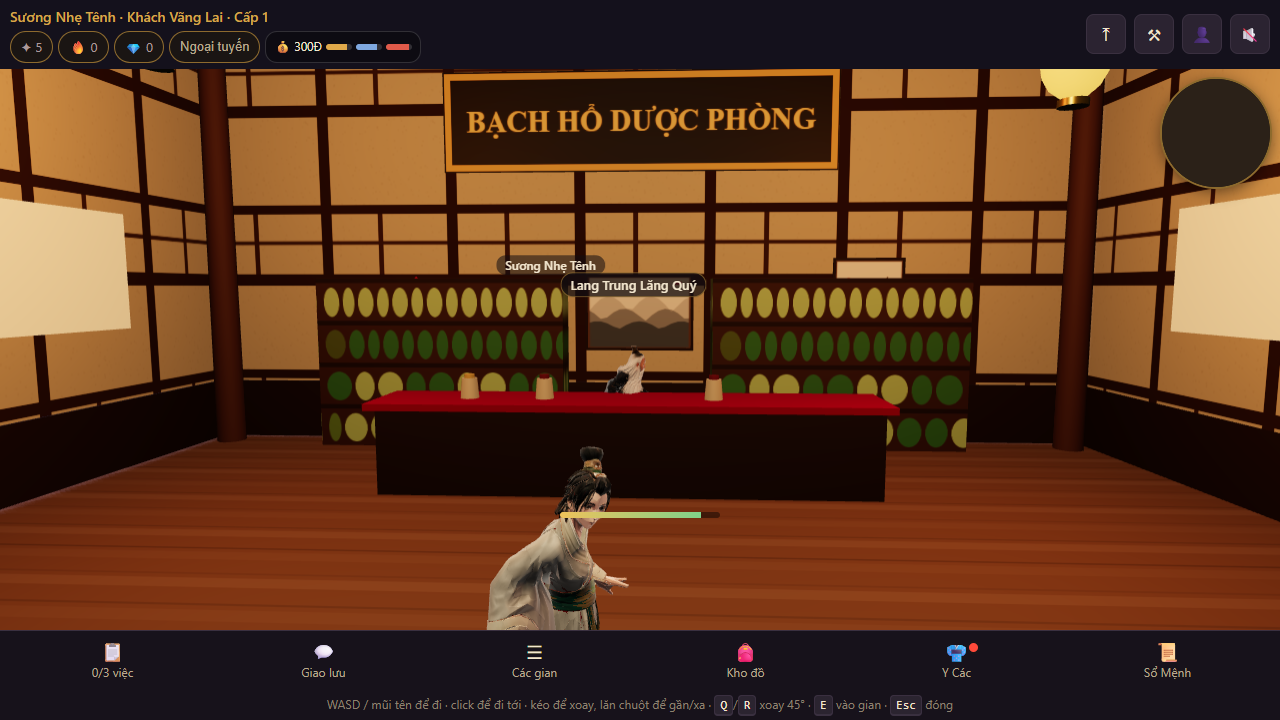 Sương Nhẹ Tênh · Khách Vãng Lai · Cấp 1
5
0
0
Ngoại tuyến
300Đ
BẠCH HỔ DƯỢC PHÒNG
Sương Nhẹ Tênh
Lang Trung Lãng Quý
0/3 việc
Giao lưu
Các gian
Kho đồ
Y Các
Sổ Mệnh
WASD / mũi tên để đi · click để đi tới · kéo để xoay, lăn chuột để gần/xa · Q / R xoay 45° · E vào gian · Esc đóng